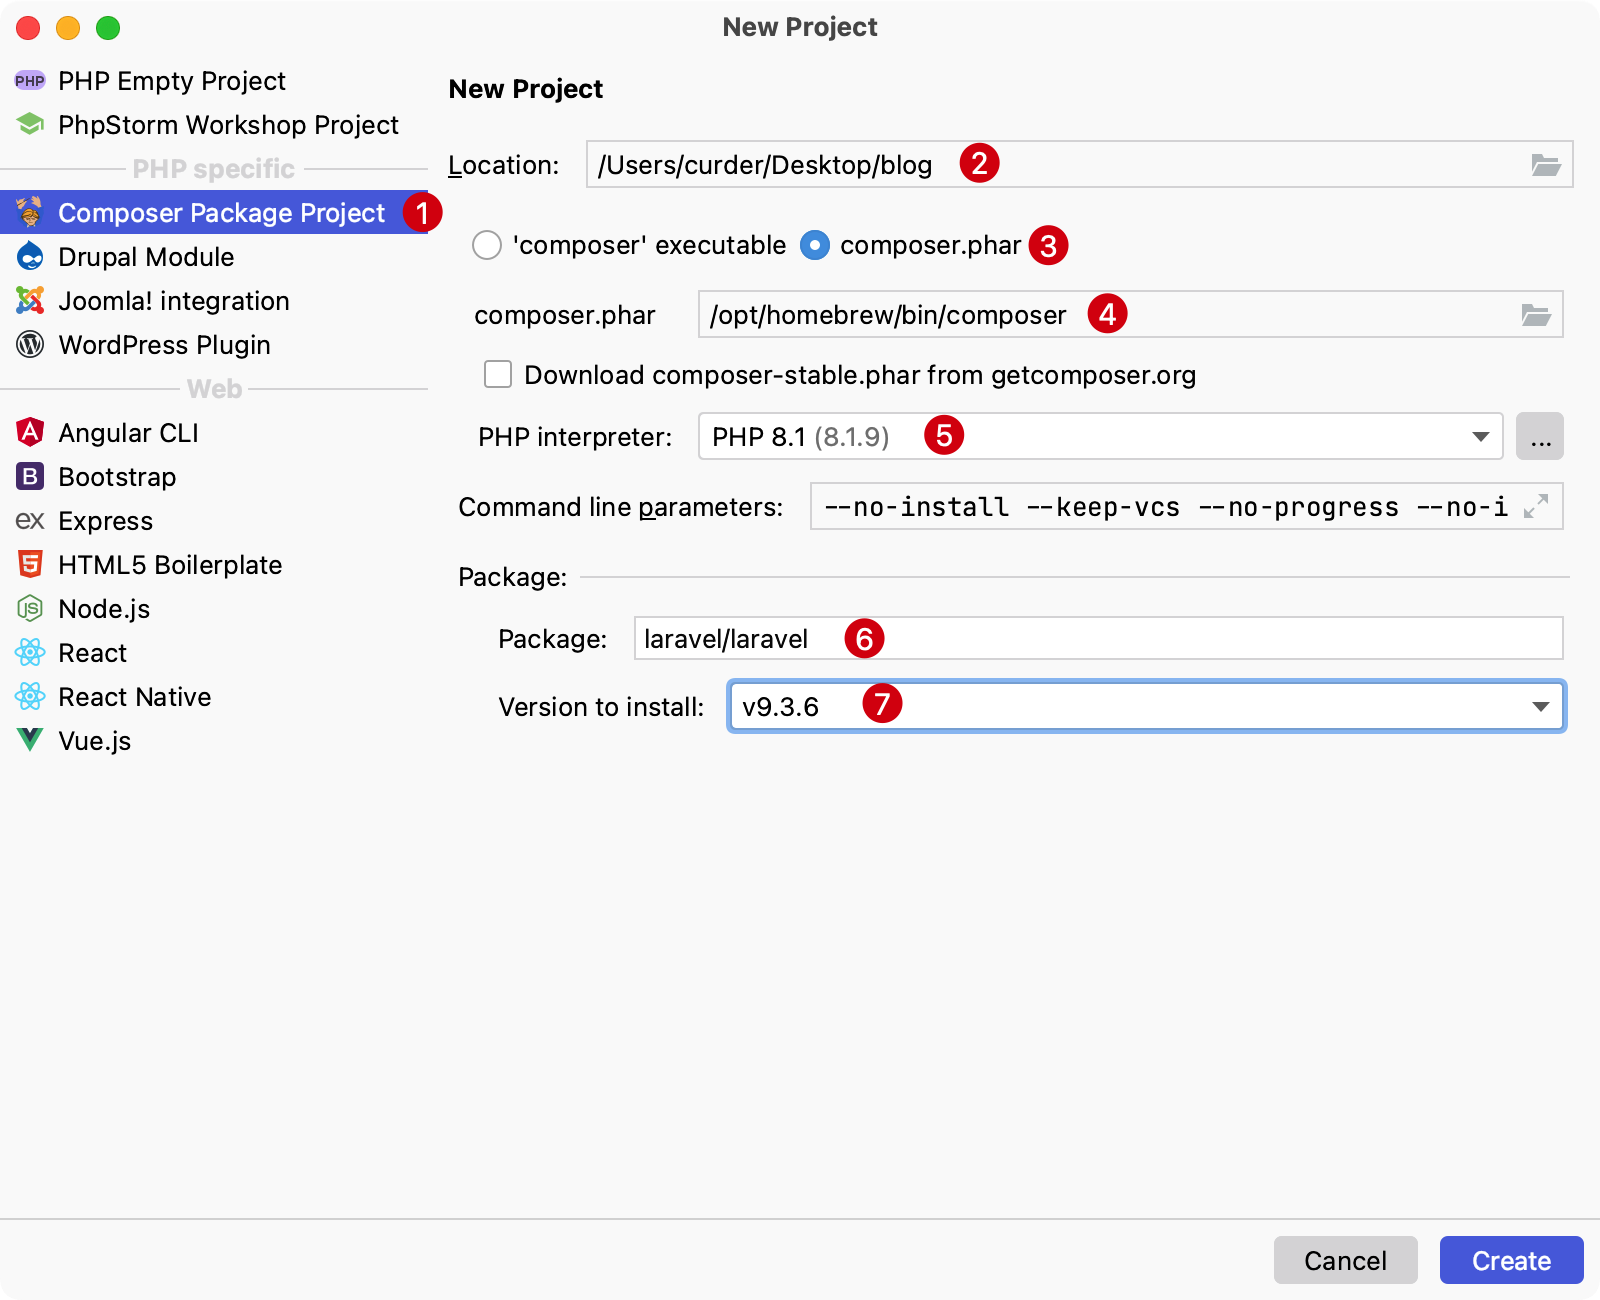 New Project
PHP PHP Empty Project
PhpStorm Workshop Project
PHP specific
Composer Package Project 1
Drupal Module
Joomla! integration
WordPress Plugin
Web
Angular CLI
B Bootstrap
ex Express
5 HTML5 Boilerplate
JS Node.js
React
React Native
Vue.js
New Project
Location: /Users/curder/Desktop/blog 2
'composer' executable composer.phar 3
composer.phar /opt/homebrew/bin/composer 4
Download composer-stable.phar from getcomposer.org
PHP interpreter: PHP 8.1 (8.1.9) 5 ...
Command line parameters: --no-install --keep-vcs --no-progress --no-i
Package:
Package: laravel/laravel 6
Version to install: v9.3.6 7
Cancel Create